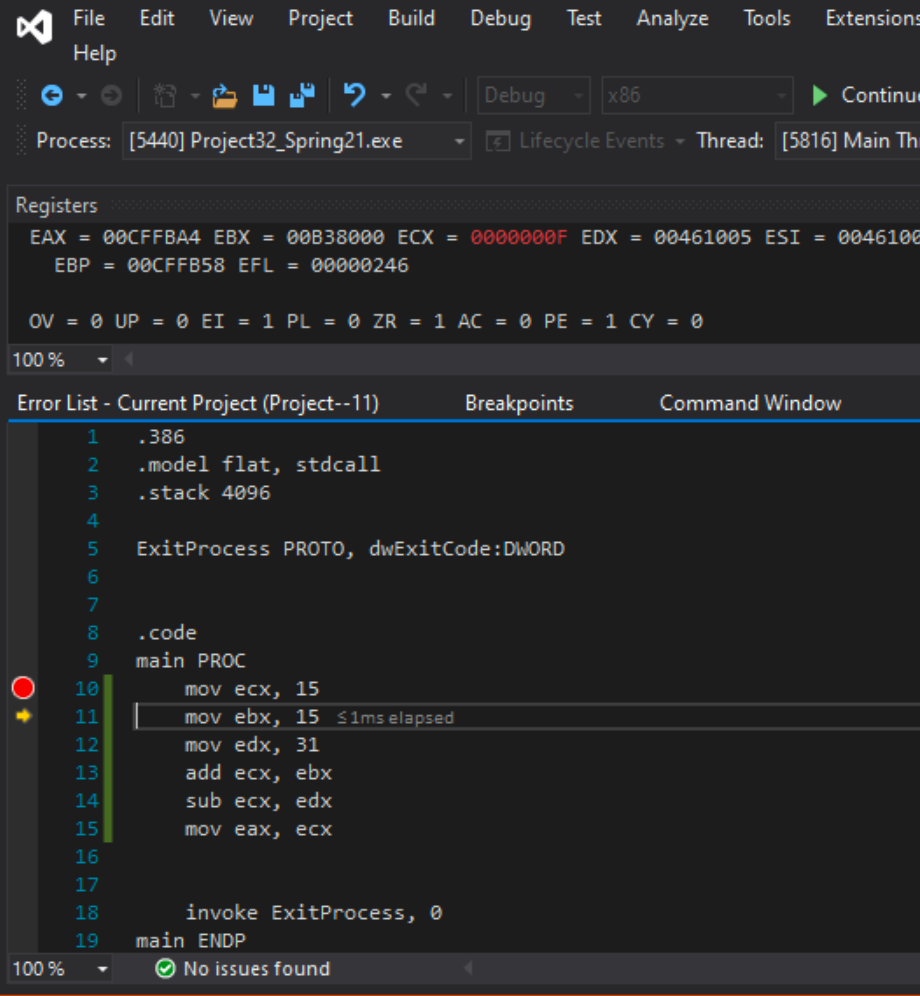 File Edit View Project Build Debug Test Analyze Tools Extensions
Help
Debug x86 Continue
Process: [5440] Project32_Spring21.exe Lifecycle Events Thread: [5816] Main Th
Registers
EAX = 00CFFBA4 EBX = 00B38000 ECX = 0000000F EDX = 00461005 ESI = 0046100
EBP = 00CFFB58 EFL = 00000246
OV = 0 UP = 0 EI = 1 PL = 0 ZR = 1 AC = 0 PE = 1 CY = 0
100 %
Error List - Current Project (Project--11) Breakpoints Command Window
1 .386
2 .model flat, stdcall
3 .stack 4096
4
5 ExitProcess PROTO, dwExitCode:DWORD
6
7
8 .code
9 main PROC
10 mov ecx, 15
11 mov ebx, 15 ≤1ms elapsed
12 mov edx, 31
13 add ecx, ebx
14 sub ecx, edx
15 mov eax, ecx
16
17
18 invoke ExitProcess, 0
19 main ENDP
100 % No issues found